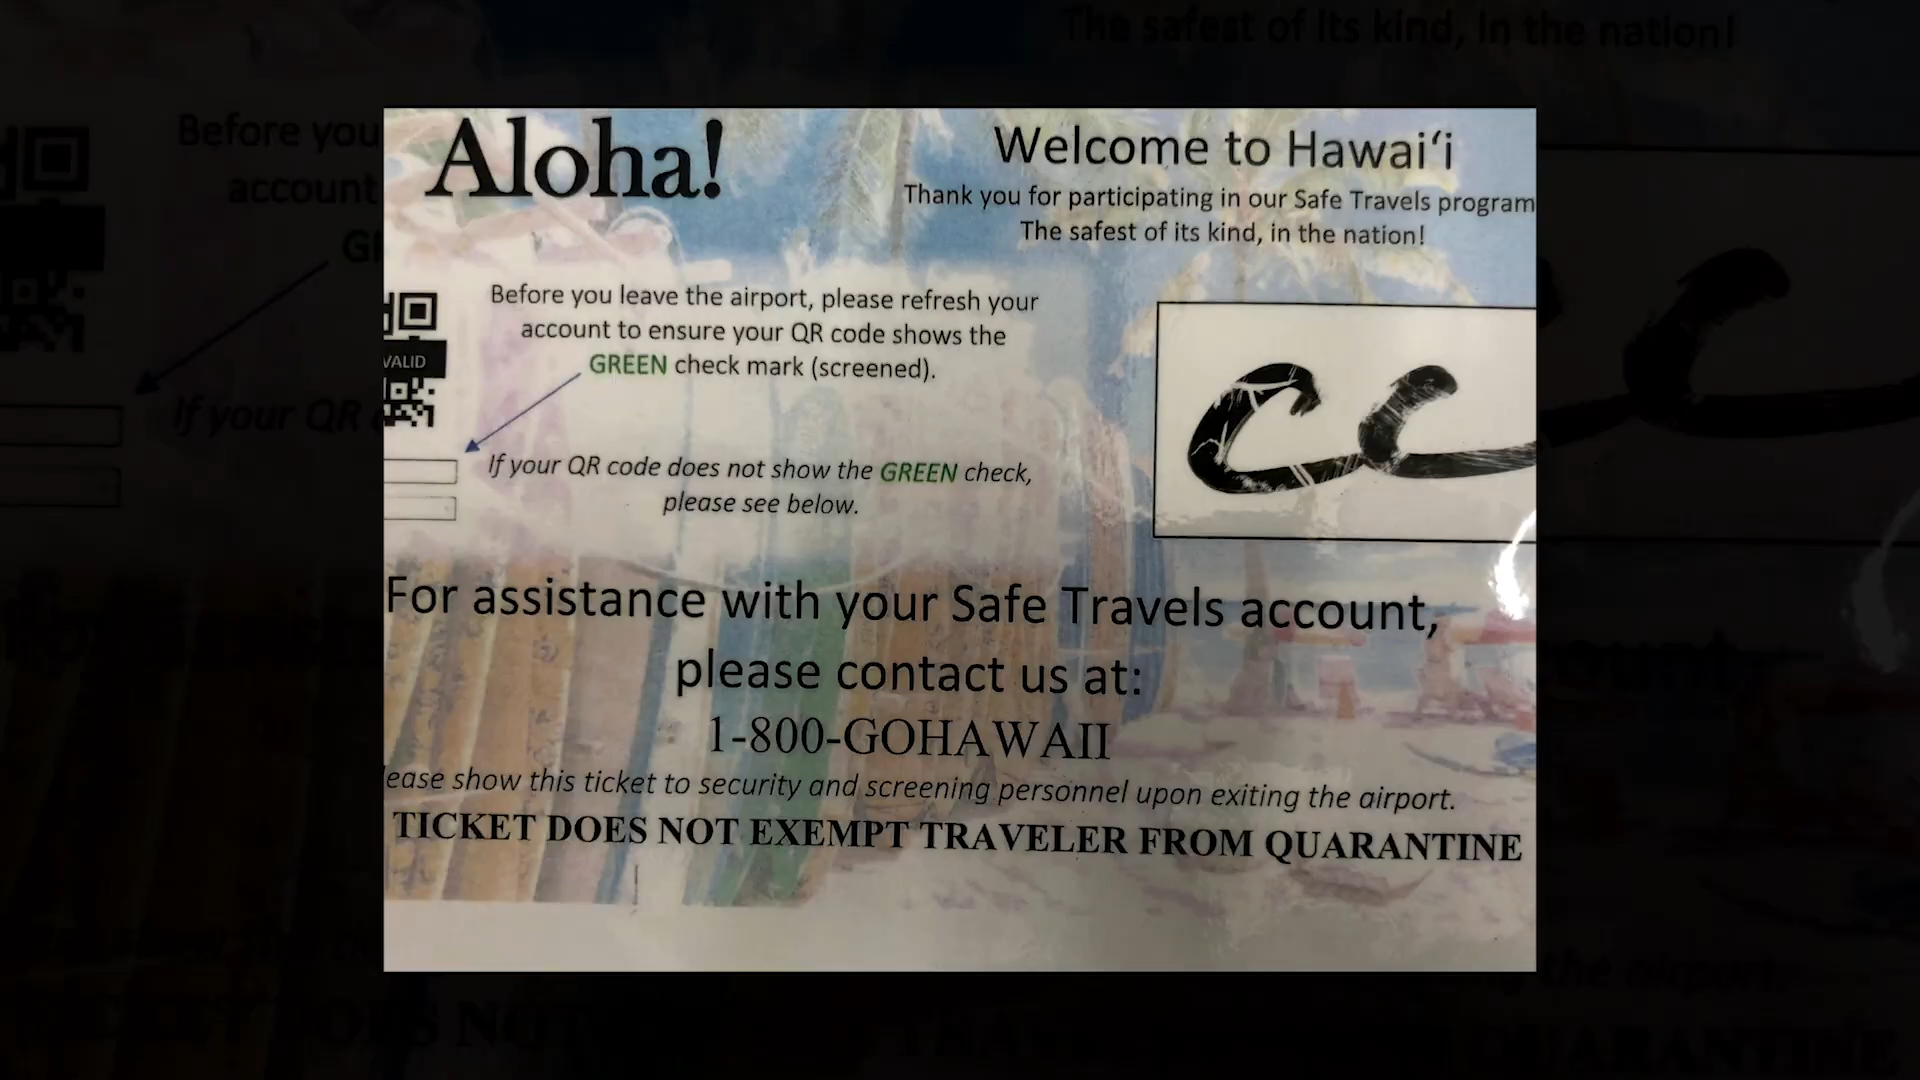 Aloha!
Welcome to Hawaiʻi
Thank you for participating in our Safe Travels program
The safest of its kind, in the nation!
Before you leave the airport, please refresh your
account to ensure your QR code shows the
GREEN check mark (screened).
VALID
If your QR code does not show the GREEN check,
please see below.
cc
For assistance with your Safe Travels account,
please contact us at:
1-800-GOHAWAII
ease show this ticket to security and screening personnel upon exiting the airport.
TICKET DOES NOT EXEMPT TRAVELER FROM QUARANTINE